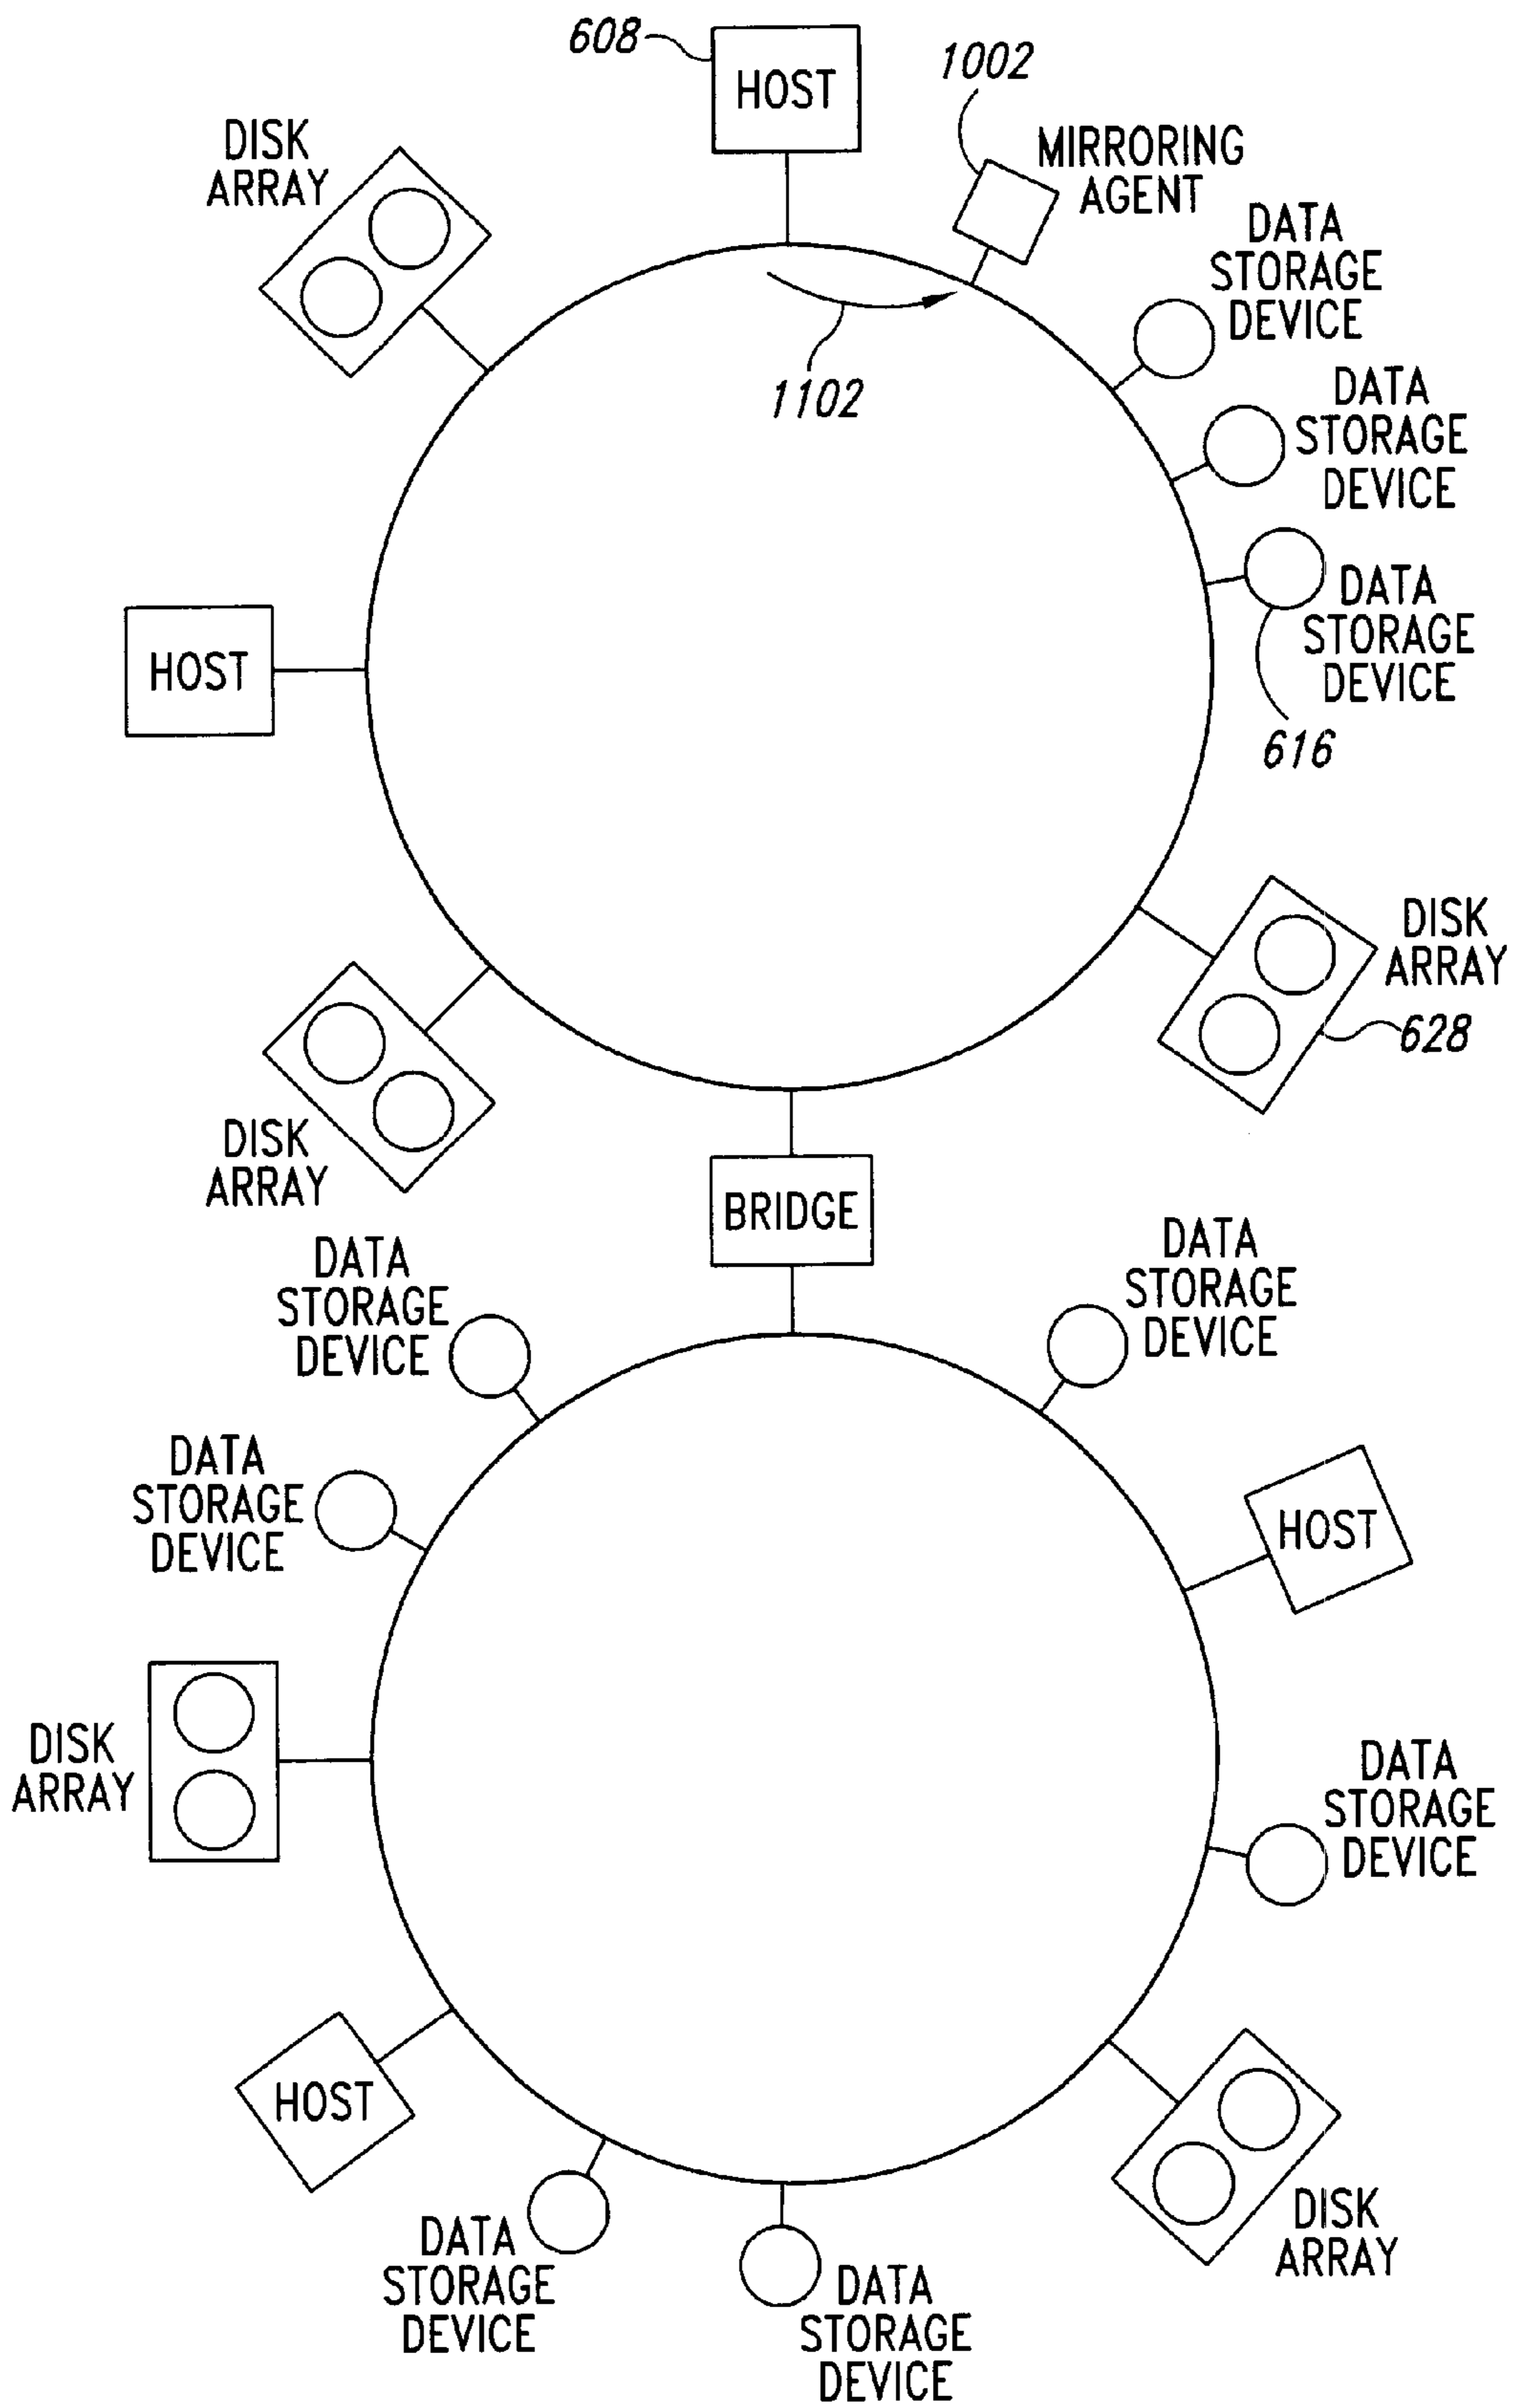 608
HOST
1002
DISK
ARRAY
MIRRORING
AGENT
DATA
STORAGE
DEVICE
1102
DATA
STORAGE
DEVICE
HOST
DATA
STORAGE
DEVICE
616
DISK
ARRAY
628
DISK
ARRAY
BRIDGE
DATA
STORAGE
DEVICE
DATA
STORAGE
DEVICE
DATA
STORAGE
DEVICE
HOST
DISK
ARRAY
DATA
STORAGE
DEVICE
HOST
DISK
ARRAY
DATA
STORAGE
DEVICE
DATA
STORAGE
DEVICE